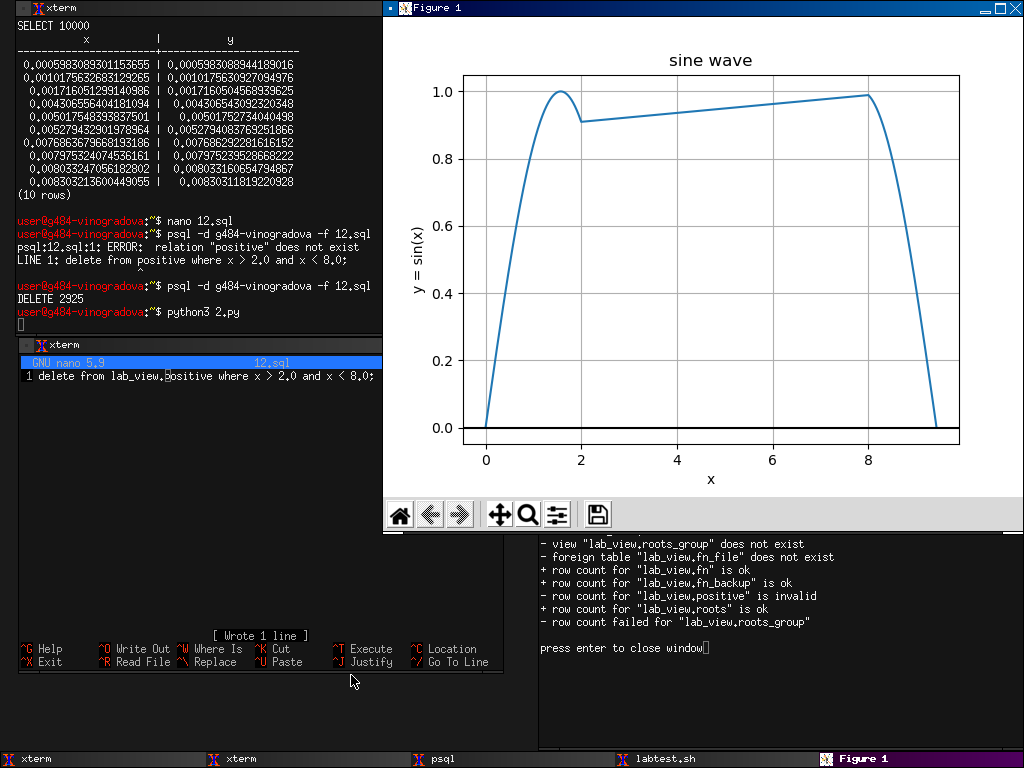 xterm
SELECT 10000
x | y
0.0005983089301153655 | 0.0005983088944189016
0.0010175632683129265 | 0.0010175630927094976
0.001716051299140986 | 0.0017160504568939625
0.004306556404181094 | 0.004306543092320348
0.005017548393837501 | 0.00501752734040498
0.005279432901978964 | 0.0052794083769251866
0.0076863679668193186 | 0.007686292281616152
0.007975324074536161 | 0.007975239528668222
0.008033247056182802 | 0.008033160654794867
0.008303213600449055 | 0.00830311819220928
(10 rows)
user@g484-vinogradova:~$ nano 12.sql
user@g484-vinogradova:~$ psql -d g484-vinogradova -f 12.sql
psql:12.sql:1: ERROR:  relation "positive" does not exist
LINE 1: delete from positive where x > 2.0 and x < 8.0;
^
user@g484-vinogradova:~$ psql -d g484-vinogradova -f 12.sql
DELETE 2925
user@g484-vinogradova:~$ python3 2.py
xterm
GNU nano 5.9 12.sql
1 delete from lab_view.positive where x > 2.0 and x < 8.0;
[ Wrote 1 line ]
^G Help ^O Write Out ^W Where Is ^K Cut ^T Execute ^C Location
^X Exit ^R Read File ^\ Replace ^U Paste ^J Justify ^/ Go To Line
Figure 1
sine wave
1.0
0.8
0.6
0.4
0.2
0.0
y = sin(x)
0 2 4 6 8
x
- view "lab_view.roots_group" does not exist
- foreign table "lab_view.fn_file" does not exist
+ row count for "lab_view.fn" is ok
+ row count for "lab_view.fn_backup" is ok
- row count for "lab_view.positive" is invalid
+ row count for "lab_view.roots" is ok
- row count failed for "lab_view.roots_group"
press enter to close window
xterm xterm psql labtest.sh Figure 1